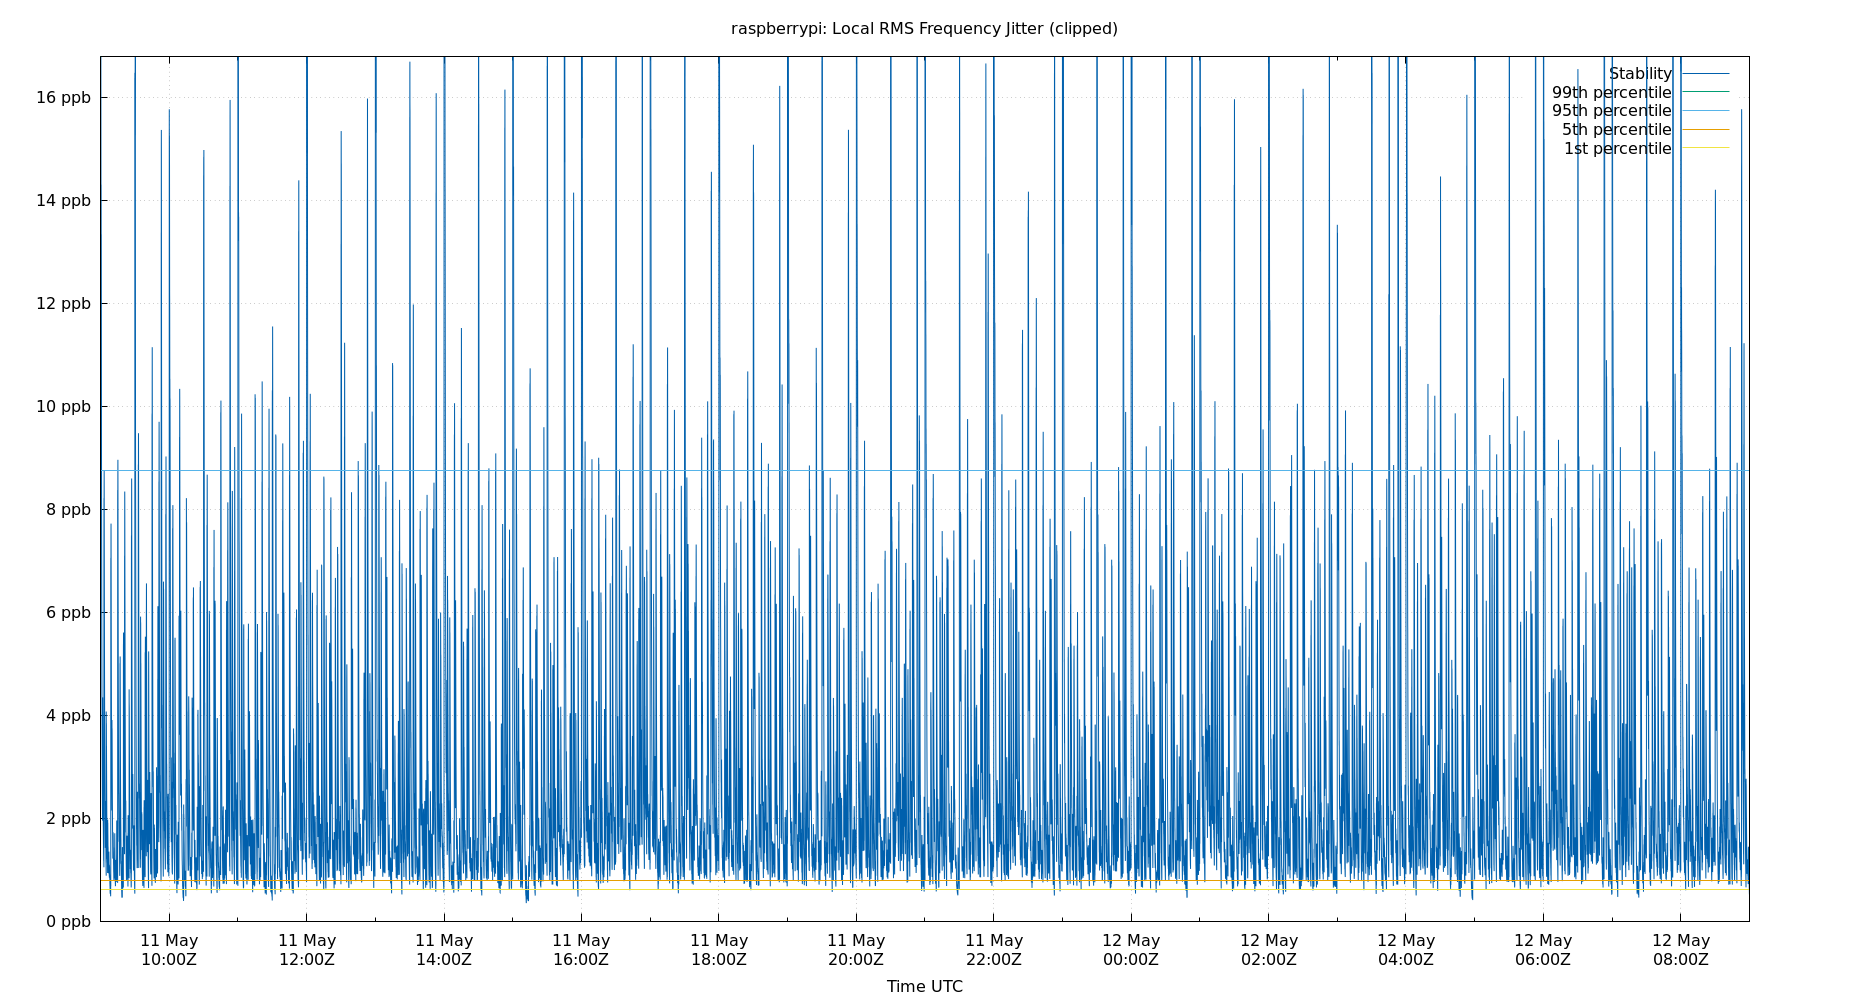 raspberrypi: Local RMS Frequency Jitter (clipped)
Stability
99th percentile
95th percentile
5th percentile
1st percentile
16 ppb
14 ppb
12 ppb
10 ppb
8 ppb
6 ppb
4 ppb
2 ppb
0 ppb
11 May 11 May 11 May 11 May 11 May 11 May 11 May 12 May 12 May 12 May 12 May 12 May
10:00Z 12:00Z 14:00Z 16:00Z 18:00Z 20:00Z 22:00Z 00:00Z 02:00Z 04:00Z 06:00Z 08:00Z
Time UTC